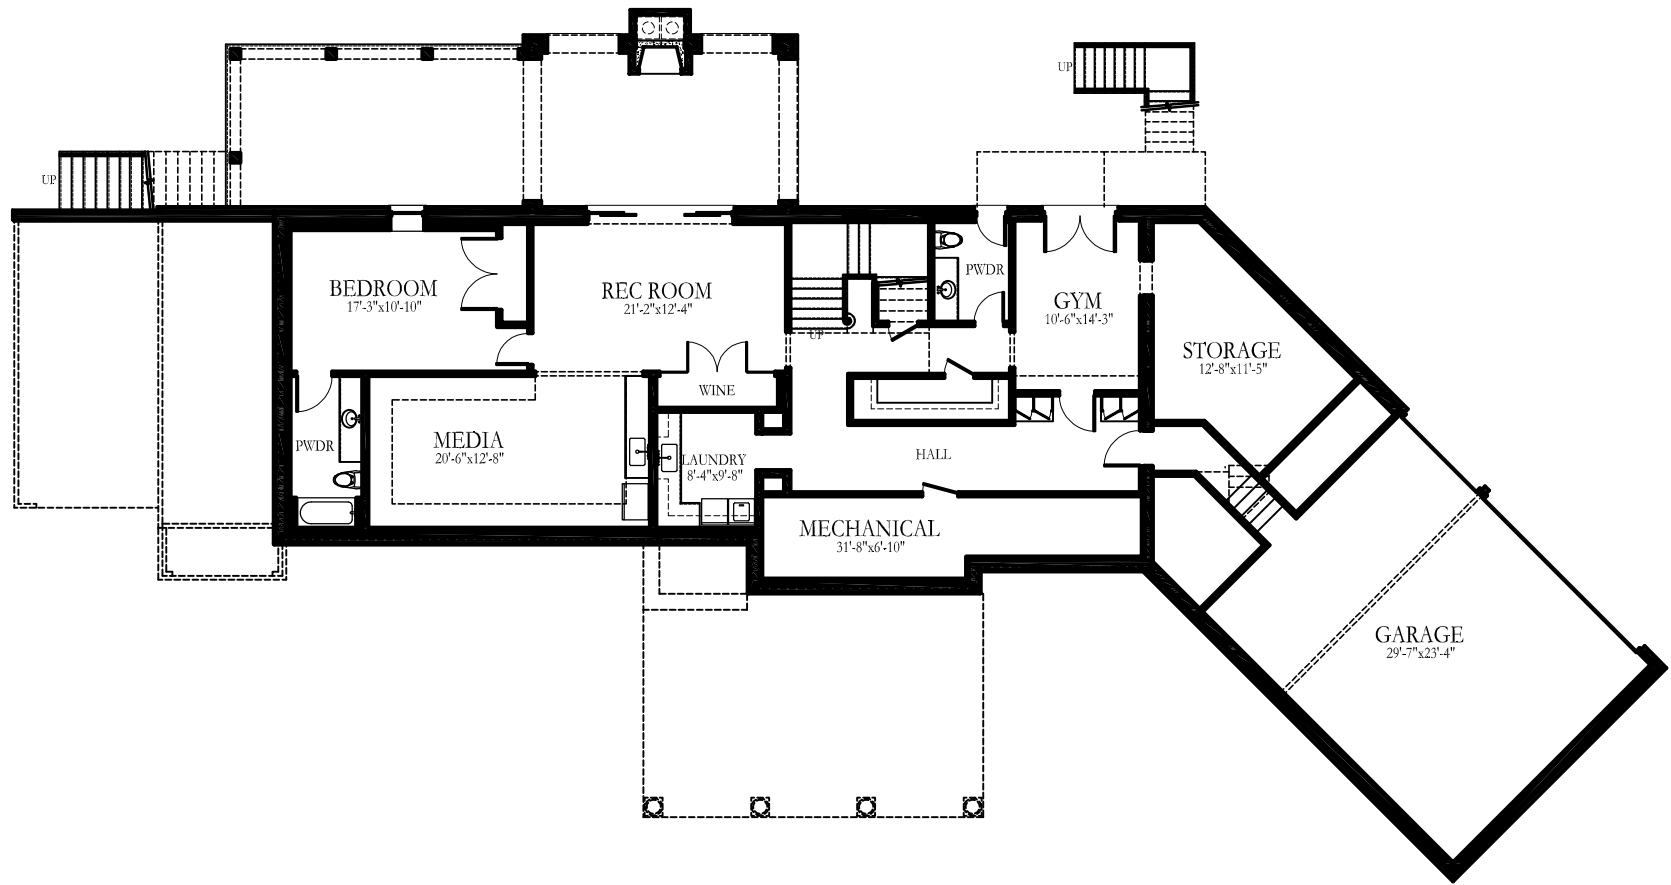 UP
UP
BEDROOM
17'-3"x10'-10"
REC ROOM
21'-2"x12'-4"
UP
PWDR
GYM
10'-6"x14'-3"
STORAGE
12'-8"x11'-5"
WINE
PWDR
MEDIA
20'-6"x12'-8"
LAUNDRY
8'-4"x9'-8"
HALL
MECHANICAL
31'-8"x6'-10"
GARAGE
29'-7"x23'-4"